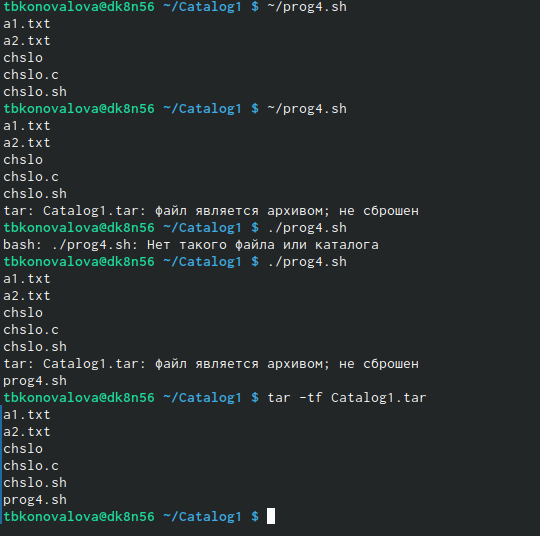 tbkonovalova@dk8n56 ~/Catalog1 $ ~/prog4.sh
a1.txt
a2.txt
chslo
chslo.c
chslo.sh
tbkonovalova@dk8n56 ~/Catalog1 $ ~/prog4.sh
a1.txt
a2.txt
chslo
chslo.c
chslo.sh
tar: Catalog1.tar: файл является архивом; не сброшен
tbkonovalova@dk8n56 ~/Catalog1 $ ./prog4.sh
bash: ./prog4.sh: Нет такого файла или каталога
tbkonovalova@dk8n56 ~/Catalog1 $ ./prog4.sh
a1.txt
a2.txt
chslo
chslo.c
chslo.sh
tar: Catalog1.tar: файл является архивом; не сброшен
prog4.sh
tbkonovalova@dk8n56 ~/Catalog1 $ tar -tf Catalog1.tar
a1.txt
a2.txt
chslo
chslo.c
chslo.sh
prog4.sh
tbkonovalova@dk8n56 ~/Catalog1 $